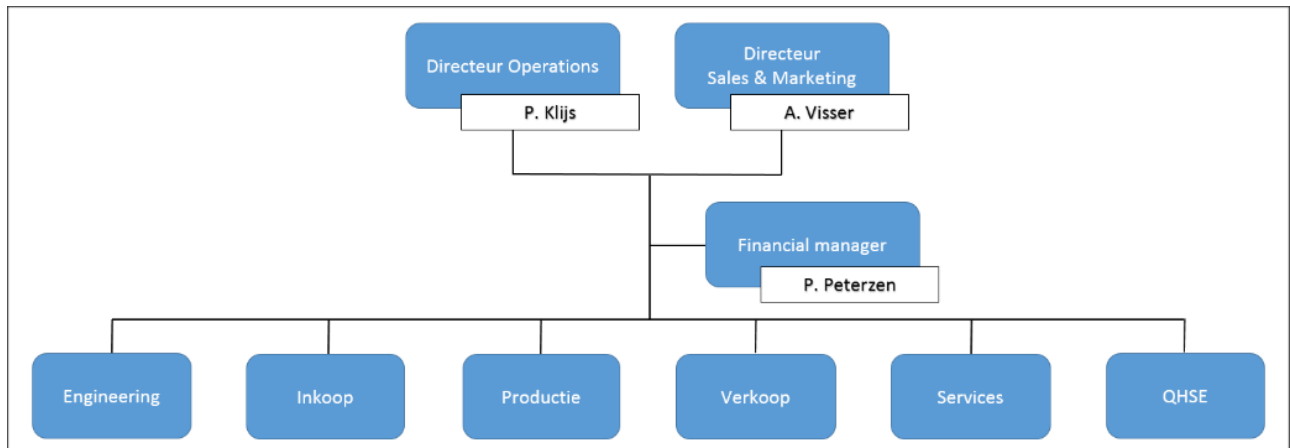 Directeur Operations
P. Klijs
Directeur
Sales & Marketing
A. Visser
Financial manager
P. Peterzen
Engineering
Inkoop
Productie
Verkoop
Services
QHSE